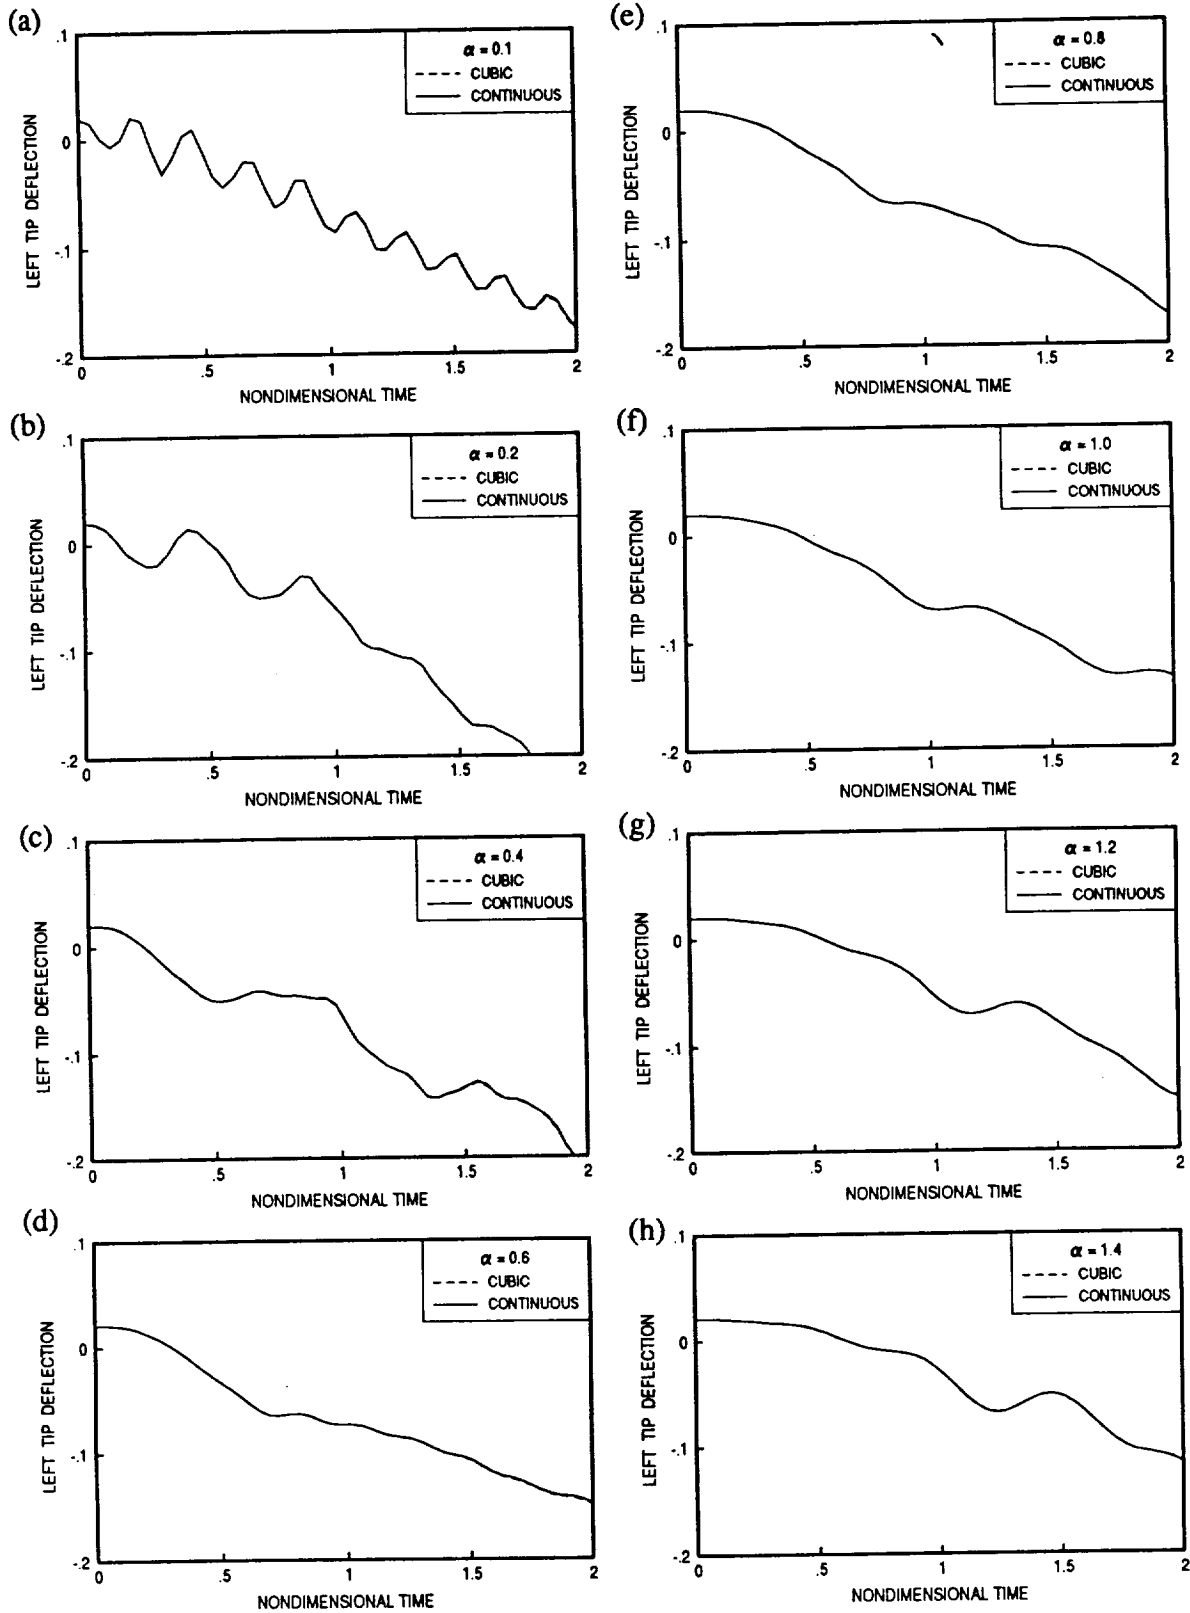 (a)
.1
α = 0.1
CUBIC
CONTINUOUS
0
-.1
-.2
LEFT TIP DEFLECTION
0 .5 1 1.5 2
NONDIMENSIONAL TIME
(b)
.1
α = 0.2
CUBIC
CONTINUOUS
0
-.1
-.2
LEFT TIP DEFLECTION
0 .5 1 1.5 2
NONDIMENSIONAL TIME
(c)
.1
α = 0.4
CUBIC
CONTINUOUS
0
-.1
-.2
LEFT TIP DEFLECTION
0 .5 1 1.5 2
NONDIMENSIONAL TIME
(d)
.1
α = 0.6
CUBIC
CONTINUOUS
0
-.1
-.2
LEFT TIP DEFLECTION
0 .5 1 1.5 2
NONDIMENSIONAL TIME
(e)
.1
α = 0.8
CUBIC
CONTINUOUS
0
-.1
-.2
LEFT TIP DEFLECTION
0 .5 1 1.5 2
NONDIMENSIONAL TIME
(f)
.1
α = 1.0
CUBIC
CONTINUOUS
0
-.1
-.2
LEFT TIP DEFLECTION
0 .5 1 1.5 2
NONDIMENSIONAL TIME
(g)
.1
α = 1.2
CUBIC
CONTINUOUS
0
-.1
-.2
LEFT TIP DEFLECTION
0 .5 1 1.5 2
NONDIMENSIONAL TIME
(h)
.1
α = 1.4
CUBIC
CONTINUOUS
0
-.1
-.2
LEFT TIP DEFLECTION
0 .5 1 1.5 2
NONDIMENSIONAL TIME